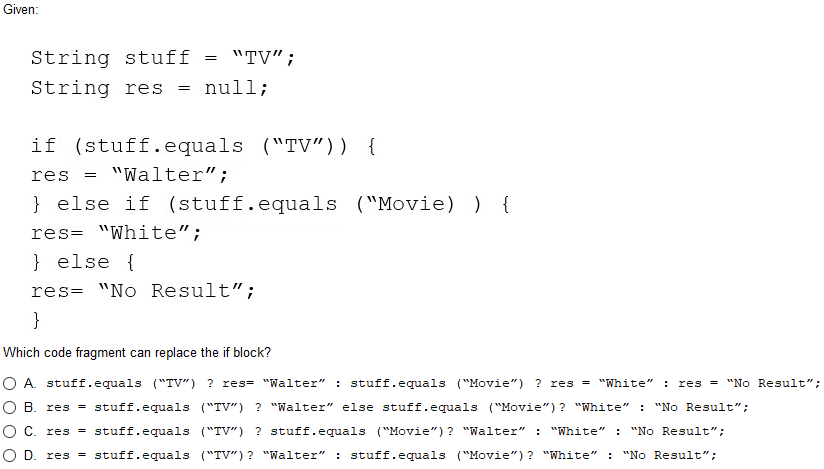 Given:
String stuff = “TV”;
String res = null;
if (stuff.equals (“TV”)) {
res = “Walter”;
} else if (stuff.equals (“Movie) ) {
res= “White”;
} else {
res= “No Result”;
}
Which code fragment can replace the if block?
A. stuff.equals (“TV”) ? res= “Walter” : stuff.equals (“Movie”) ? res = “White” : res = “No Result”;
B. res = stuff.equals (“TV”) ? “Walter” else stuff.equals (“Movie”)? “White” : “No Result”;
C. res = stuff.equals (“TV”) ? stuff.equals (“Movie”)? “Walter” : “White” : “No Result”;
D. res = stuff.equals (“TV”)? “Walter” : stuff.equals (“Movie”)? “White” : “No Result”;